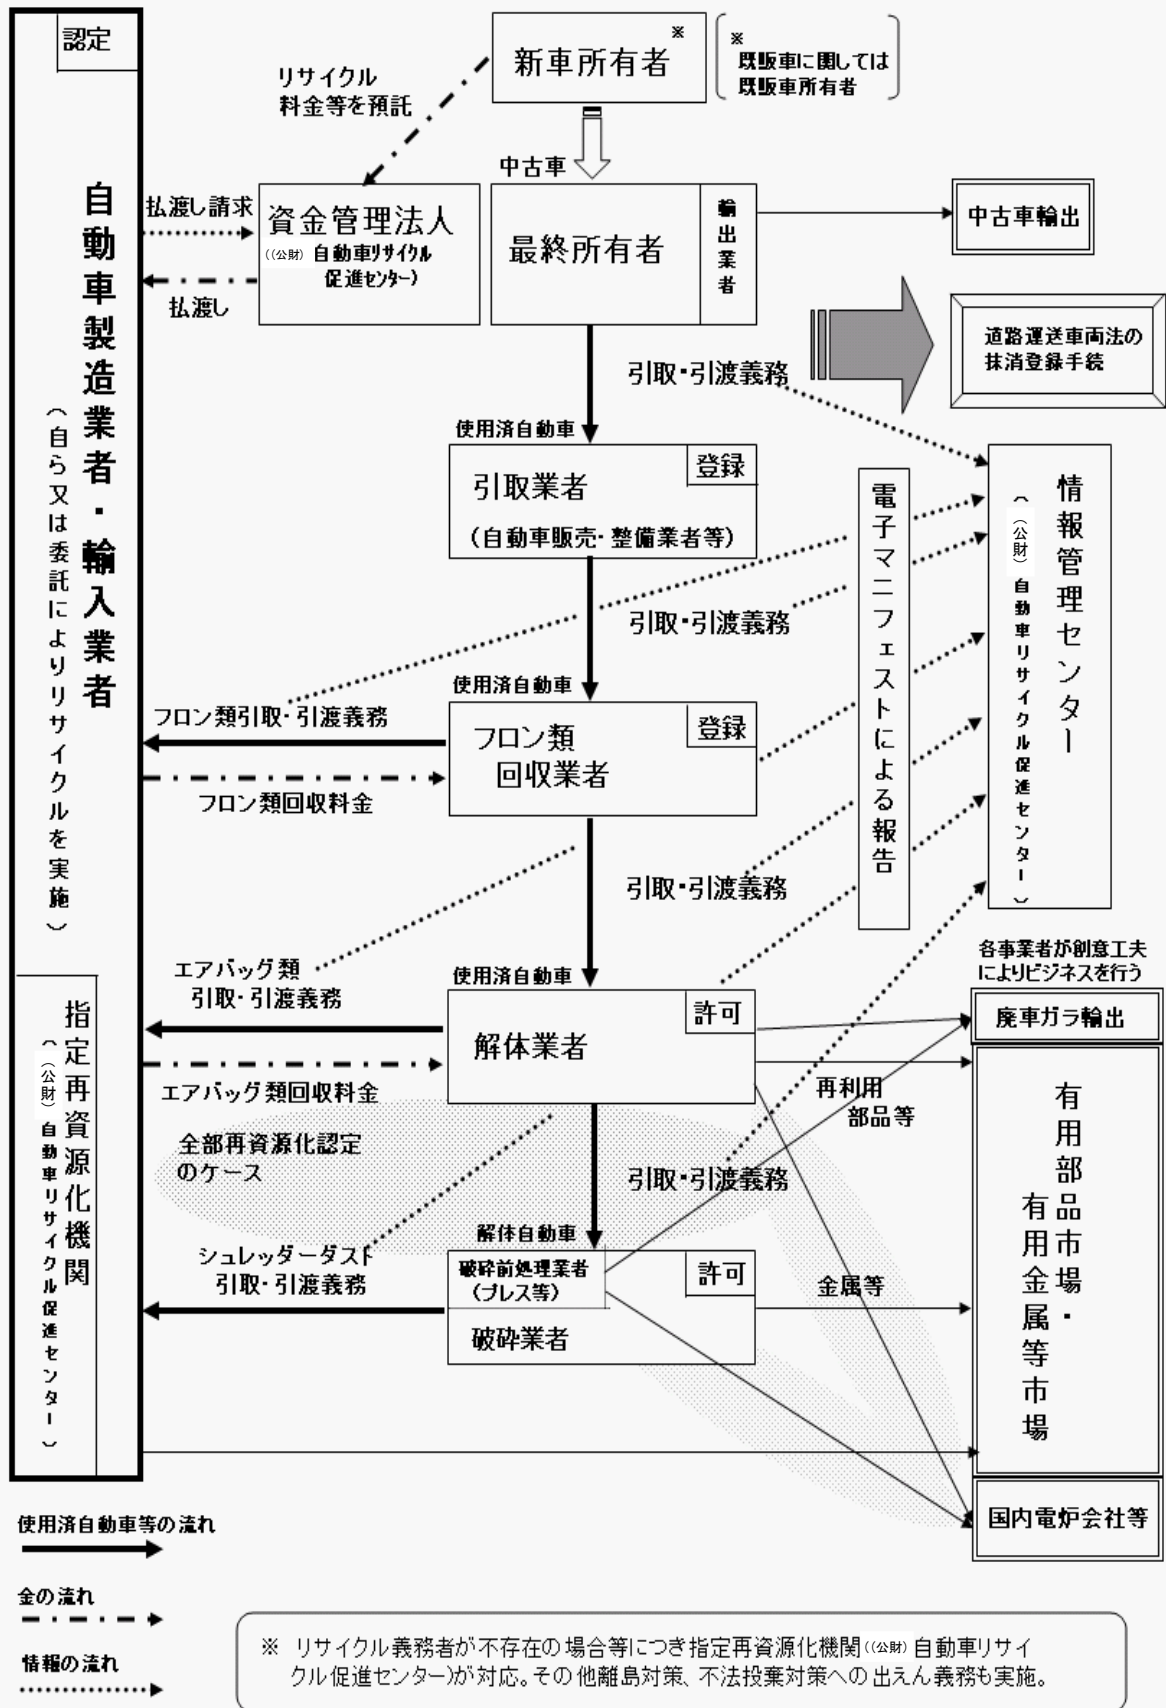 認定
自動車製造業者・輸入業者
（自ら又は委託によりリサイクルを実施）
指定再資源化機関
（（公財）自動車リサイクル促進センター）
新車所有者※
※
既販車に関しては
既販車所有者
リサイクル
料金等を預託
中古車
払渡し請求
払渡し
資金管理法人
((公財)自動車リサイクル
促進センター)
最終所有者
輸出業者
中古車輸出
道路運送車両法の
抹消登録手続
引取・引渡義務
使用済自動車
引取業者
登録
(自動車販売・整備業者等)
電子マニフェストによる報告
情報管理センター
（（公財）自動車リサイクル促進センター）
引取・引渡義務
使用済自動車
フロン類引取・引渡義務
フロン類
回収業者
登録
フロン類回収料金
引取・引渡義務
エアバッグ類
引取・引渡義務
使用済自動車
各事業者が創意工夫
によりビジネスを行う
解体業者
許可
廃車ガラ輸出
エアバッグ類回収料金
再利用
部品等
有用部品市場・
有用金属等市場
全部再資源化認定
のケース
引取・引渡義務
解体自動車
シュレッダーダスト
引取・引渡義務
破砕前処理業者
(プレス等)
許可
破砕業者
金属等
国内電炉会社等
使用済自動車等の流れ
金の流れ
情報の流れ
※ リサイクル義務者が不存在の場合等につき指定再資源化機関((公財)自動車リサイ
クル促進センター)が対応。その他離島対策、不法投棄対策への出えん義務も実施。